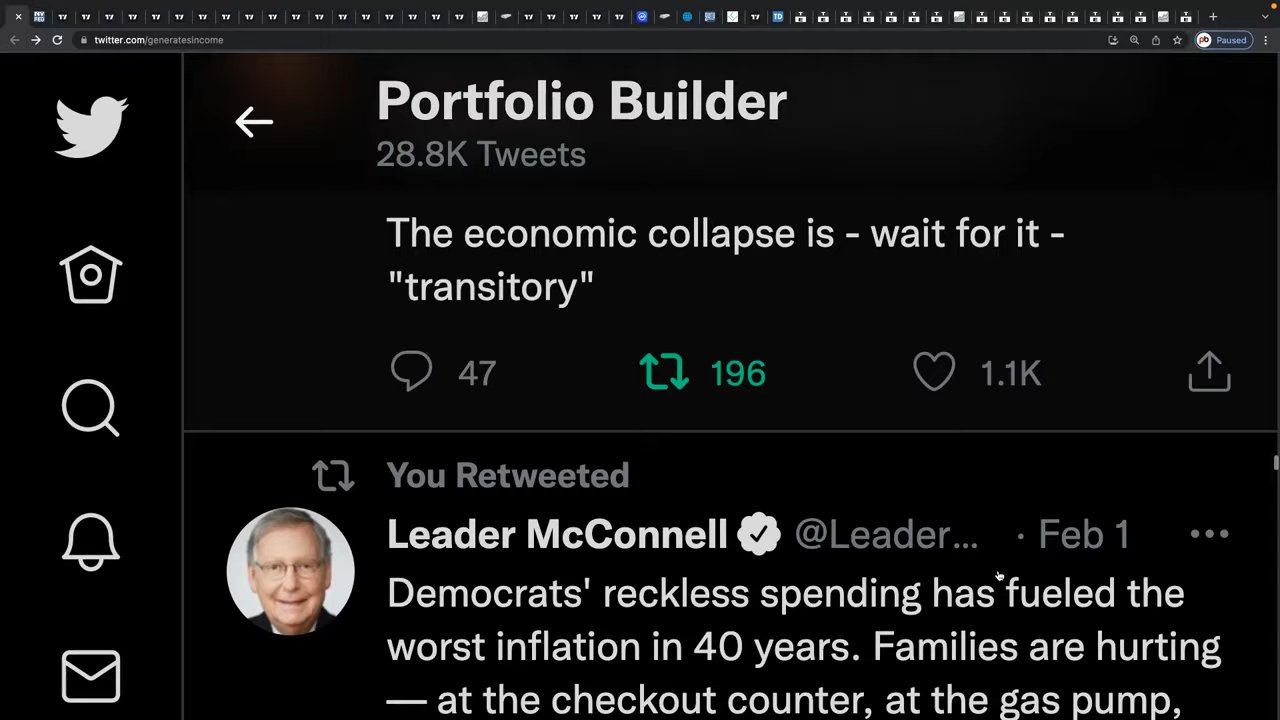 twitter.com/generatesincome
Paused
Portfolio Builder
28.8K Tweets
The economic collapse is - wait for it -
"transitory"
47 196 1.1K
You Retweeted
Leader McConnell @Leader... · Feb 1
Democrats' reckless spending has fueled the
worst inflation in 40 years. Families are hurting
— at the checkout counter, at the gas pump,